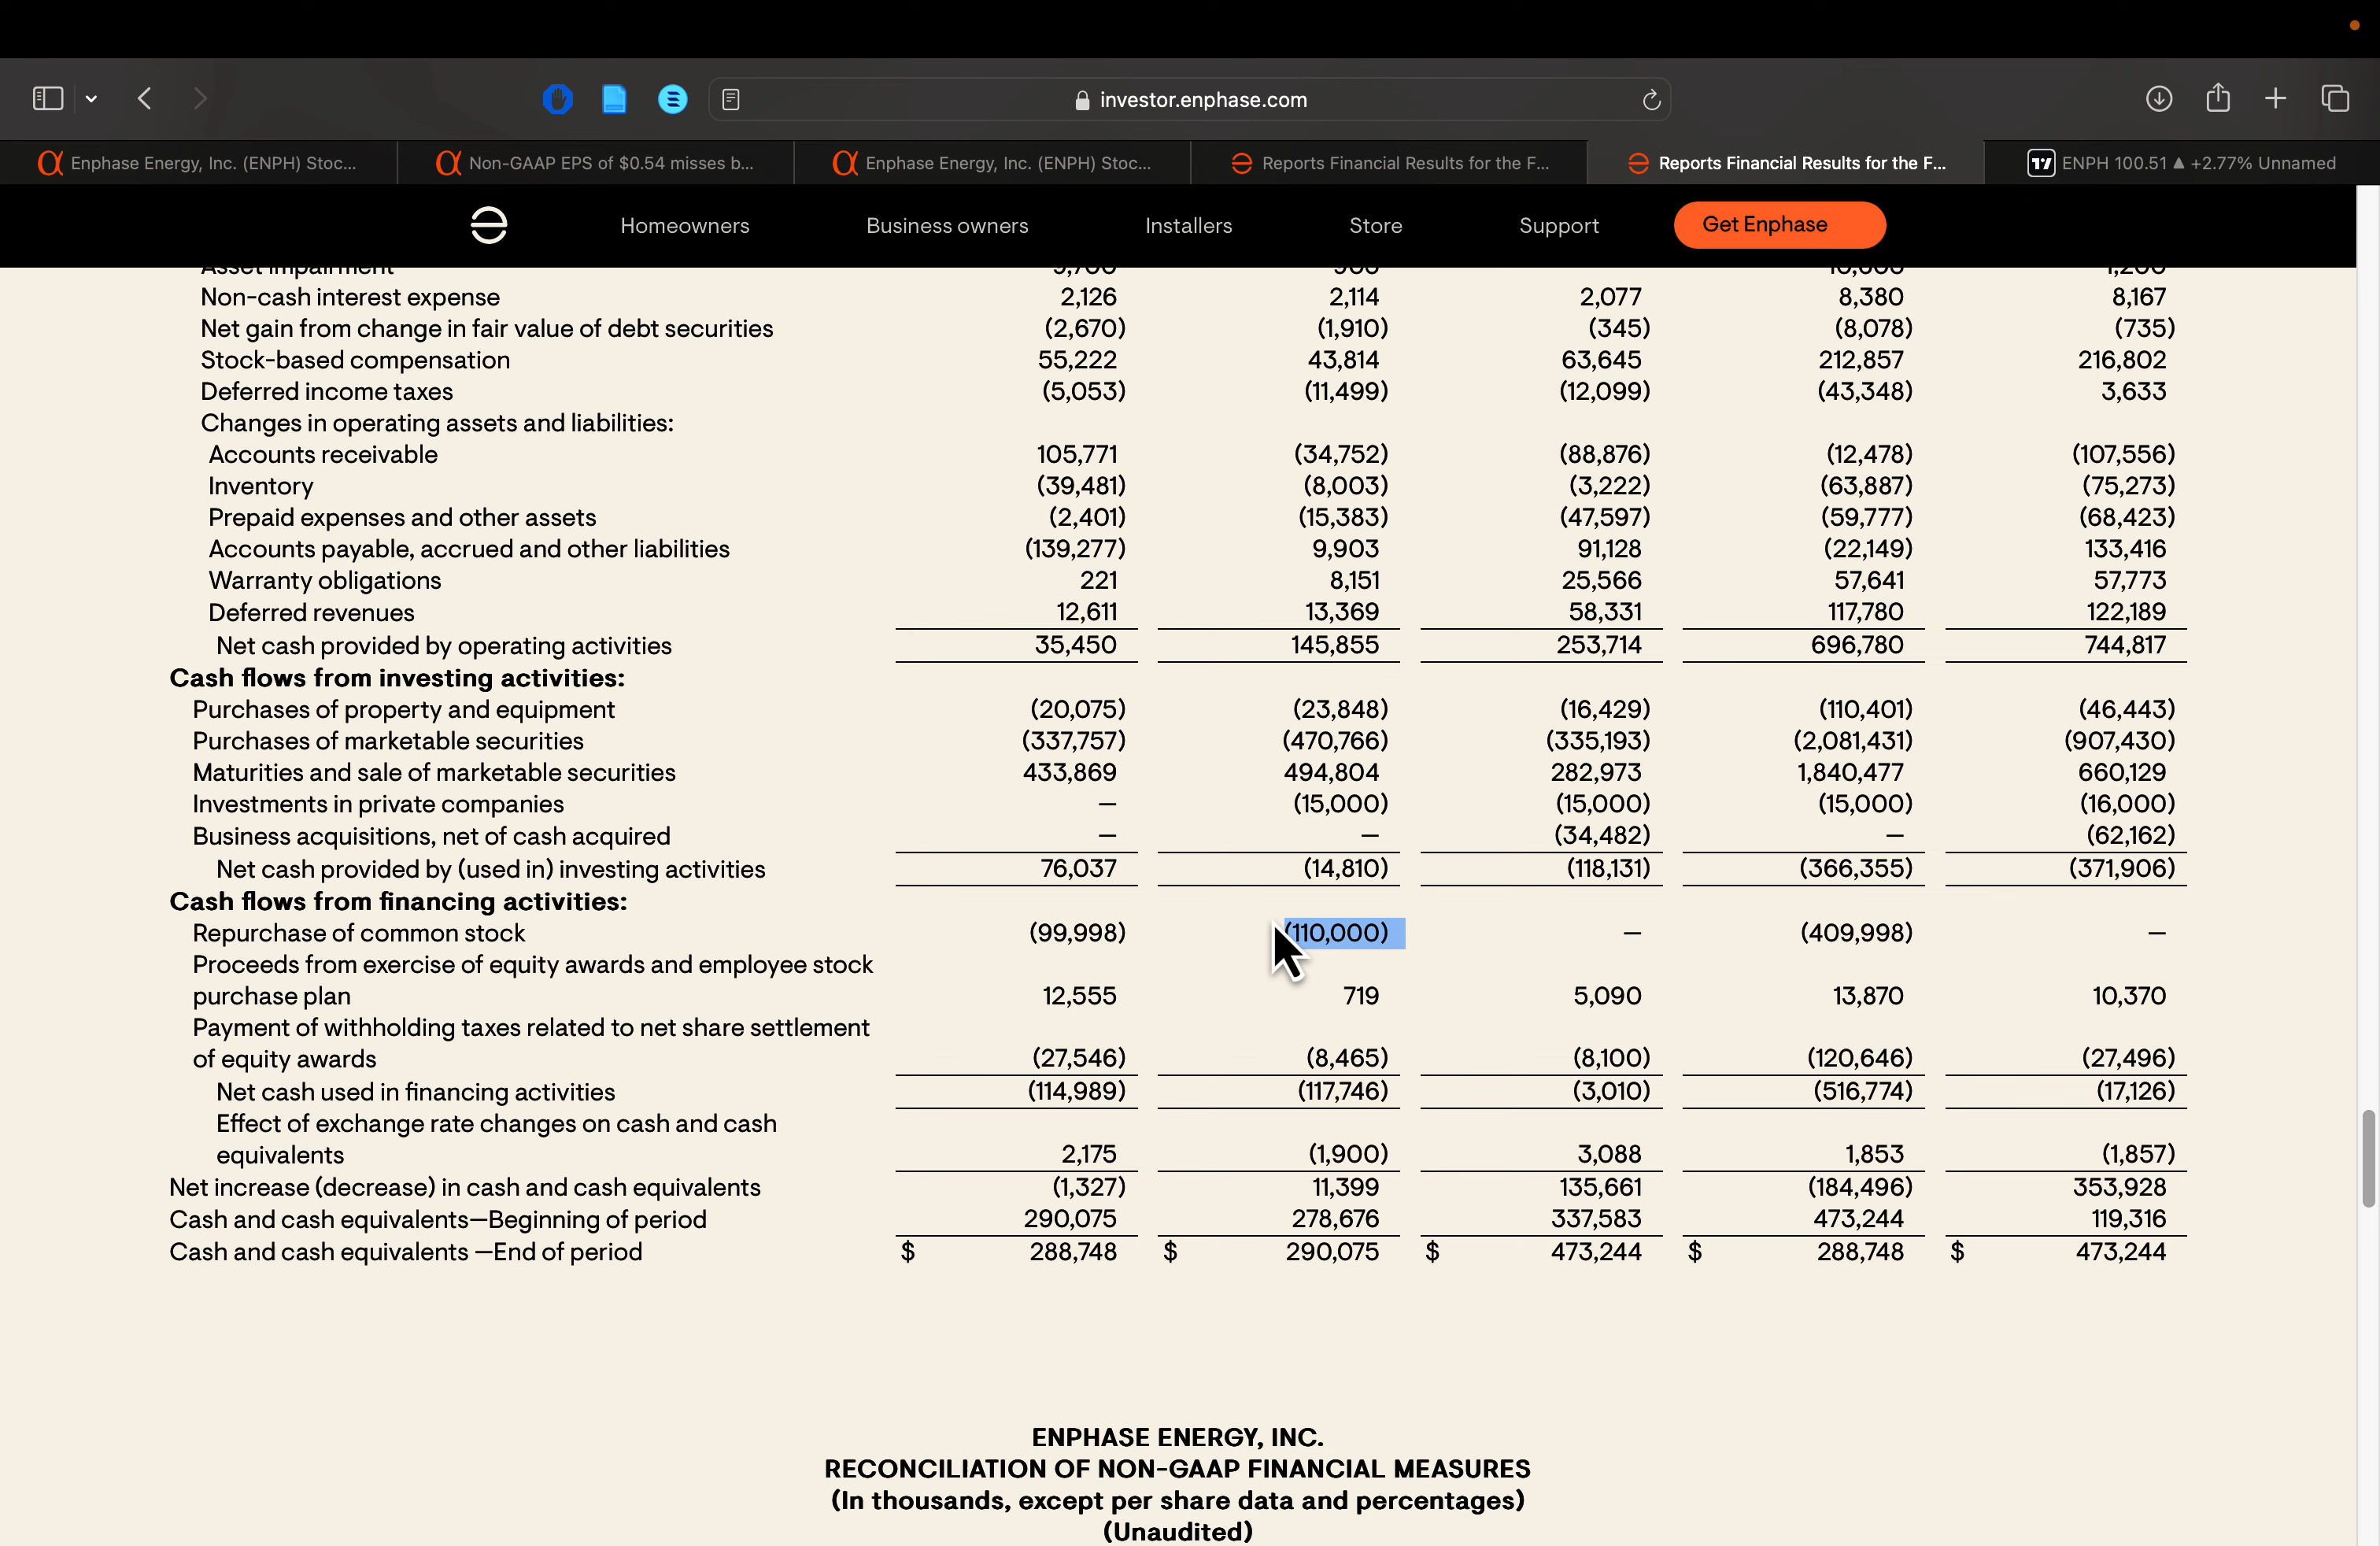 investor.enphase.com
Enphase Energy, Inc. (ENPH) Stoc...
Non-GAAP EPS of $0.54 misses b...
Enphase Energy, Inc. (ENPH) Stoc...
Reports Financial Results for the F...
Reports Financial Results for the F...
ENPH 100.51 ▲ +2.77% Unnamed
Homeowners Business owners Installers Store Support Get Enphase
Asset impairment
Non-cash interest expense 2,126 2,114 2,077 8,380 8,167
Net gain from change in fair value of debt securities (2,670) (1,910) (345) (8,078) (735)
Stock-based compensation 55,222 43,814 63,645 212,857 216,802
Deferred income taxes (5,053) (11,499) (12,099) (43,348) 3,633
Changes in operating assets and liabilities:
Accounts receivable 105,771 (34,752) (88,876) (12,478) (107,556)
Inventory (39,481) (8,003) (3,222) (63,887) (75,273)
Prepaid expenses and other assets (2,401) (15,383) (47,597) (59,777) (68,423)
Accounts payable, accrued and other liabilities (139,277) 9,903 91,128 (22,149) 133,416
Warranty obligations 221 8,151 25,566 57,641 57,773
Deferred revenues 12,611 13,369 58,331 117,780 122,189
Net cash provided by operating activities 35,450 145,855 253,714 696,780 744,817
Cash flows from investing activities:
Purchases of property and equipment (20,075) (23,848) (16,429) (110,401) (46,443)
Purchases of marketable securities (337,757) (470,766) (335,193) (2,081,431) (907,430)
Maturities and sale of marketable securities 433,869 494,804 282,973 1,840,477 660,129
Investments in private companies — (15,000) (15,000) (15,000) (16,000)
Business acquisitions, net of cash acquired — — (34,482) — (62,162)
Net cash provided by (used in) investing activities 76,037 (14,810) (118,131) (366,355) (371,906)
Cash flows from financing activities:
Repurchase of common stock (99,998) (110,000) — (409,998) —
Proceeds from exercise of equity awards and employee stock
purchase plan 12,555 719 5,090 13,870 10,370
Payment of withholding taxes related to net share settlement
of equity awards (27,546) (8,465) (8,100) (120,646) (27,496)
Net cash used in financing activities (114,989) (117,746) (3,010) (516,774) (17,126)
Effect of exchange rate changes on cash and cash
equivalents 2,175 (1,900) 3,088 1,853 (1,857)
Net increase (decrease) in cash and cash equivalents (1,327) 11,399 135,661 (184,496) 353,928
Cash and cash equivalents—Beginning of period 290,075 278,676 337,583 473,244 119,316
Cash and cash equivalents —End of period $ 288,748 $ 290,075 $ 473,244 $ 288,748 $ 473,244
ENPHASE ENERGY, INC.
RECONCILIATION OF NON-GAAP FINANCIAL MEASURES
(In thousands, except per share data and percentages)
(Unaudited)